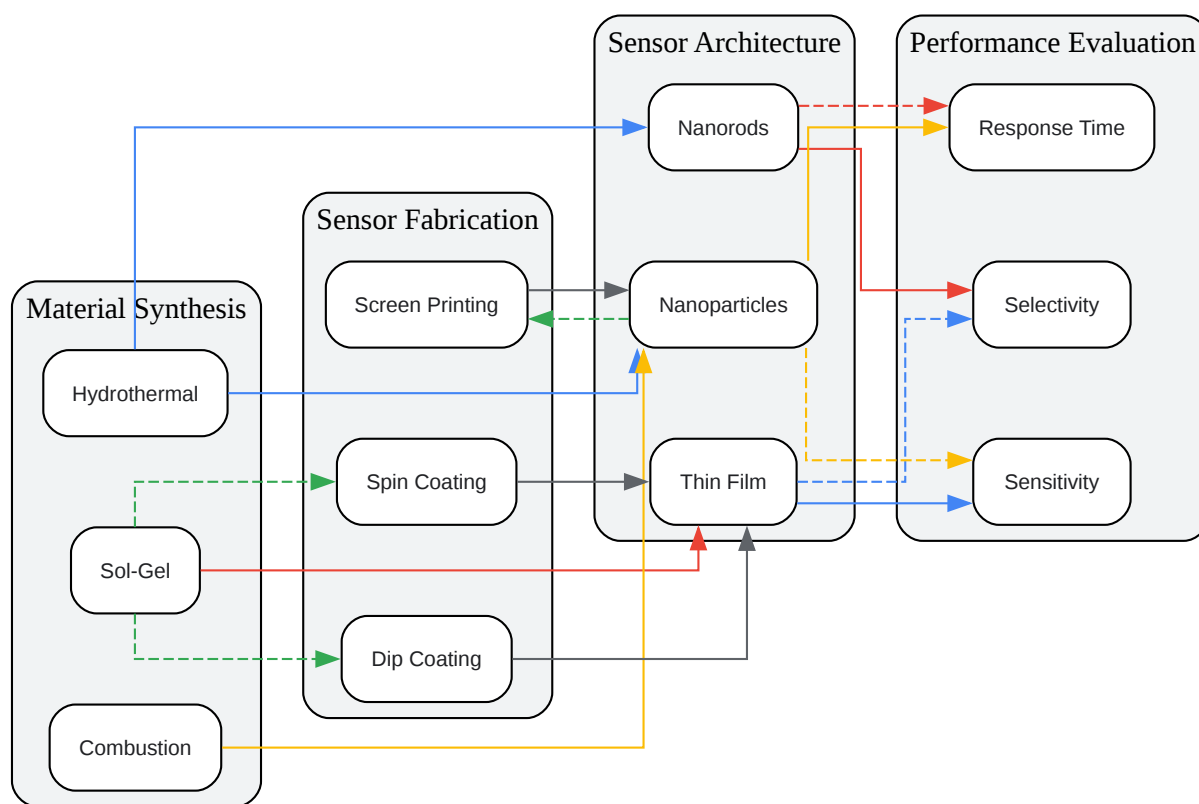 Sensor Architecture
Performance Evaluation
Nanorods
Response Time
Sensor Fabrication
Material Synthesis
Screen Printing
Nanoparticles
Selectivity
Hydrothermal
Spin Coating
Thin Film
Sensitivity
Sol-Gel
Dip Coating
Combustion